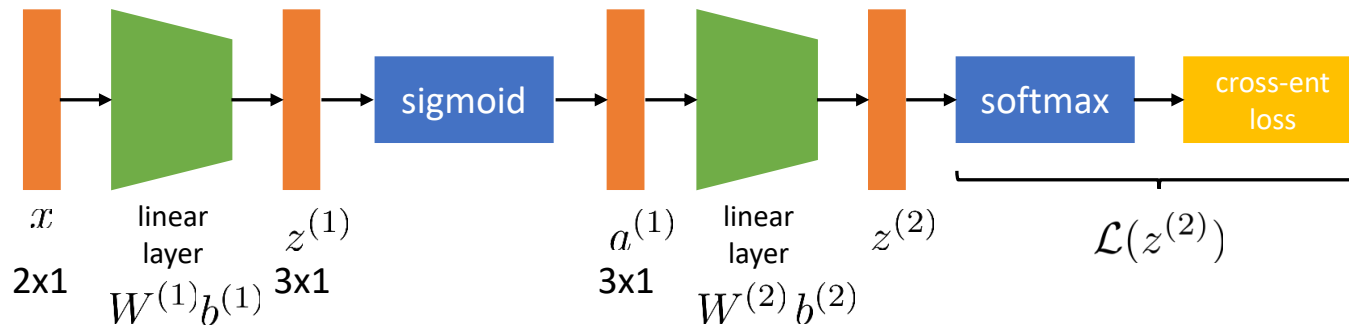 sigmoid
softmax
cross-ent
loss
x
linear
layer
z^{(1)}
a^{(1)}
linear
layer
z^{(2)}
\mathcal{L}(z^{(2)})
2x1
W^{(1)} b^{(1)}
3x1
3x1
W^{(2)} b^{(2)}